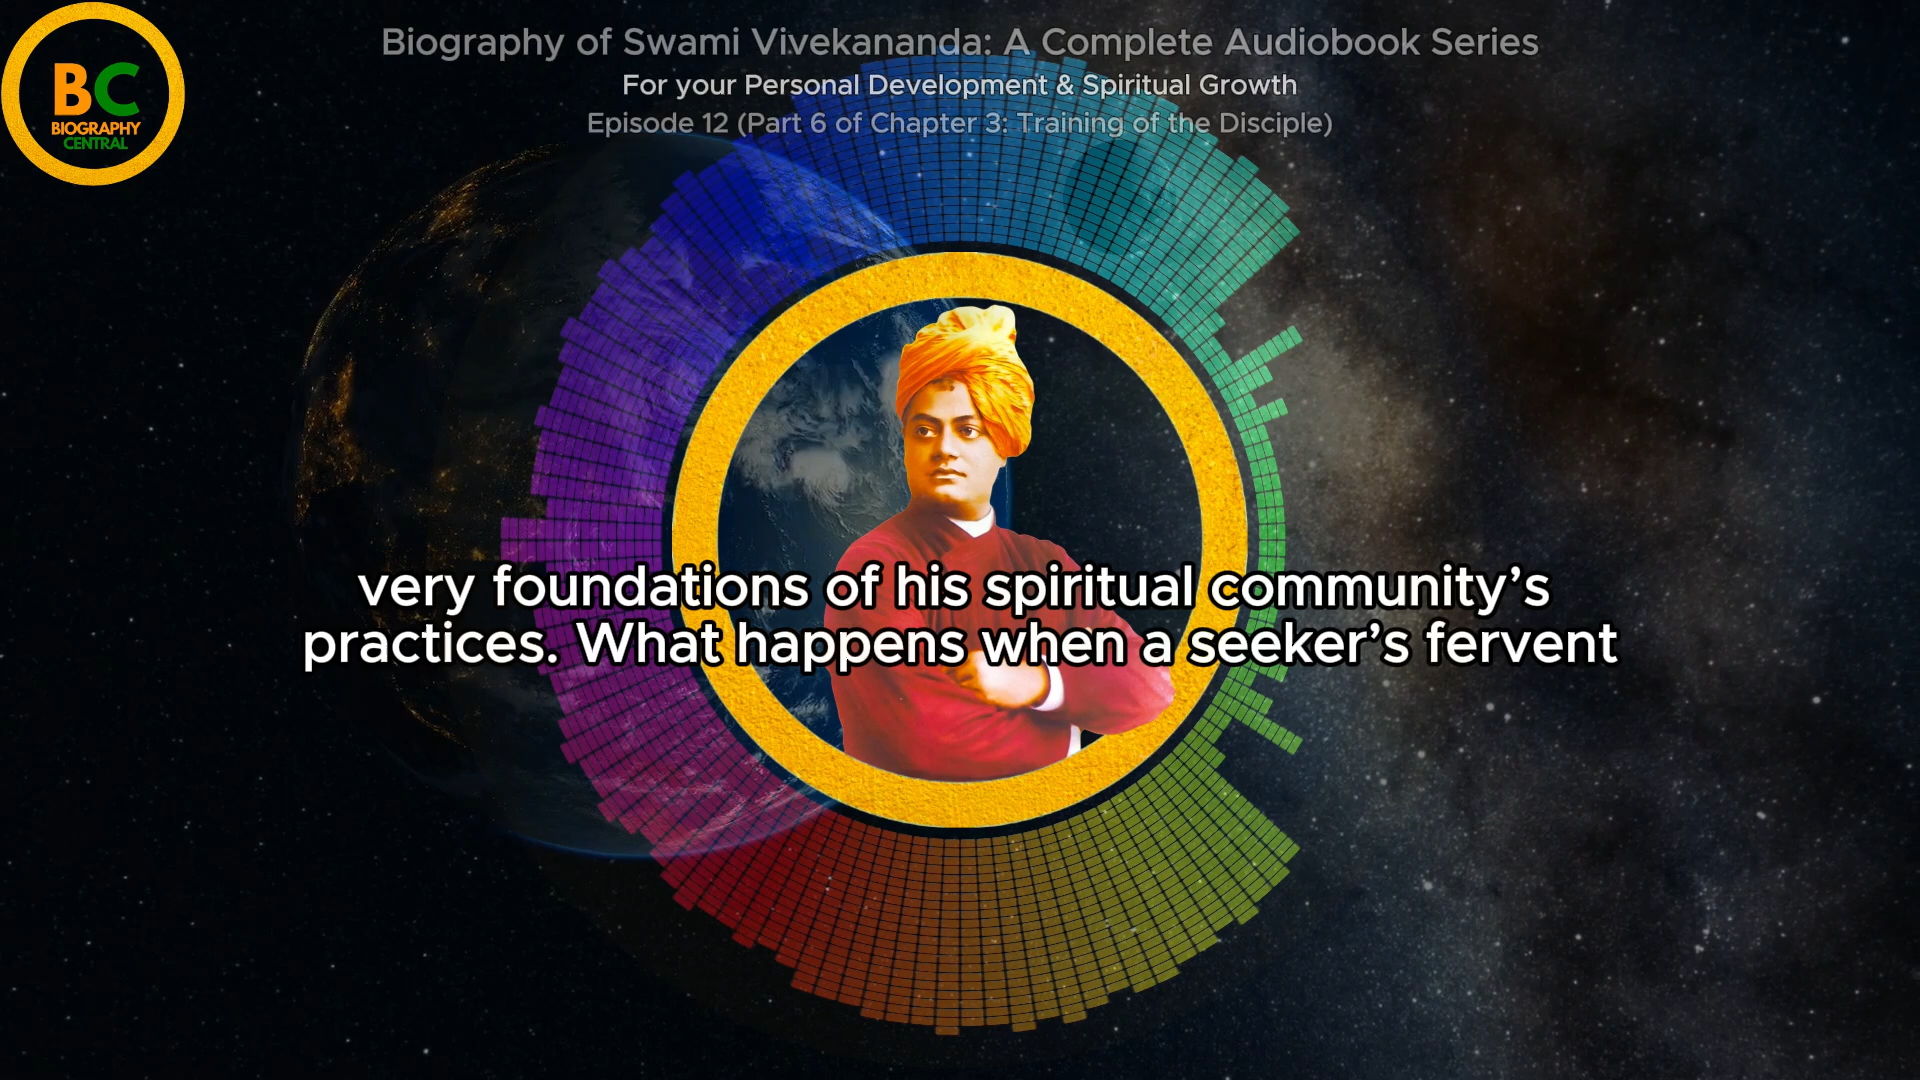 Biography of Swami Vivekananda: A Complete Audiobook Series
For your Personal Development & Spiritual Growth
Episode 12 (Part 6 of Chapter 3: Training of the Disciple)
BC
BIOGRAPHY
CENTRAL
very foundations of his spiritual community’s
practices. What happens when a seeker’s fervent